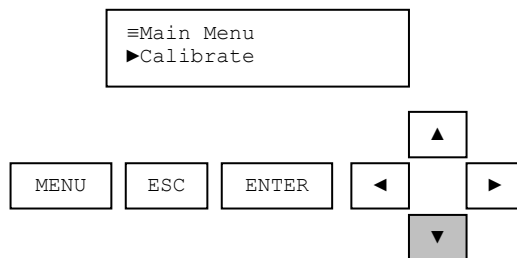 ≡Main Menu
►Calibrate
▲
MENU ESC ENTER ◄ ►
▼